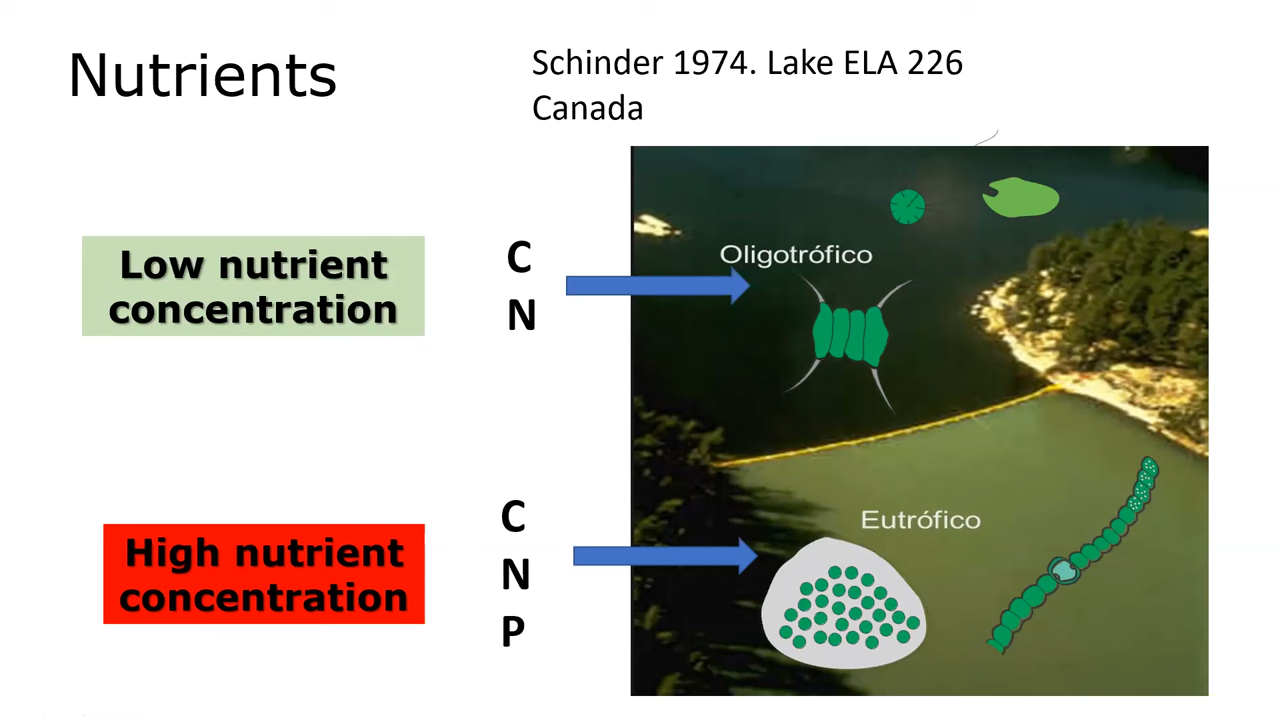 Nutrients
Schinder 1974. Lake ELA 226
Canada
Low nutrient
concentration
C
N
Oligotrófico
High nutrient
concentration
C
N
P
Eutrófico